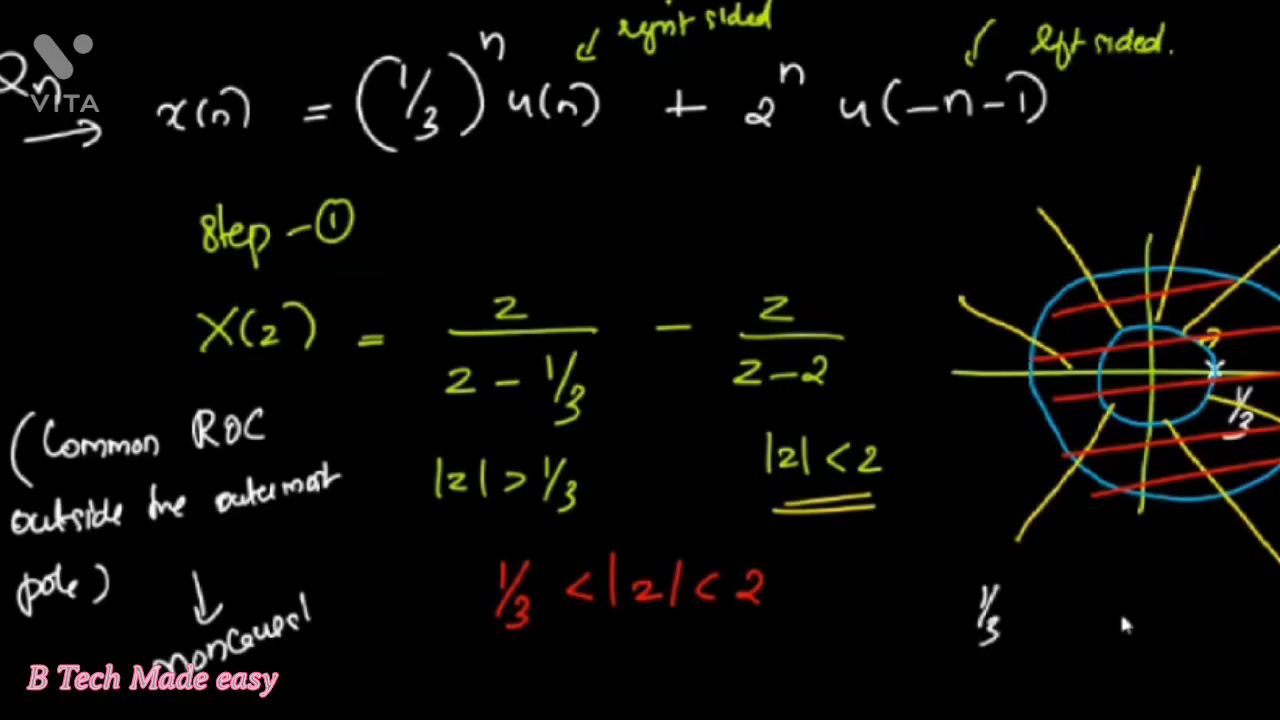 right sided
left sided.
Qn
VITA
x(n) = (1/3)^n u(n) + 2^n u(-n-1)
Step - ①
X(z) = z/(z - 1/3) - z/(z-2)
|z| > 1/3
|z| < 2
1/3
(Common ROC
outside the outermost
pole)
noncausal
1/3 < |z| < 2
1/3
B Tech Made easy